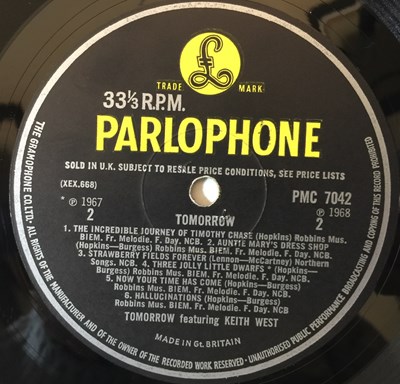 £
TRADE MARK
33⅓ R.P.M.
PARLOPHONE
SOLD IN U.K. SUBJECT TO RESALE PRICE CONDITIONS, SEE PRICE LISTS
(XEX.668)
PMC 7042
℗ 1967
* ℗ 1968
2
2
TOMORROW
1. THE INCREDIBLE JOURNEY OF TIMOTHY CHASE (Hopkins) Robbins Mus.
BIEM. Fr. Melodie. F. Day. NCB. 2. AUNTIE MARY'S DRESS SHOP
(Hopkins—Burgess) Robbins Mus. BIEM. Fr. Melodie. F. Day. NCB
3. STRAWBERRY FIELDS FOREVER (Lennon—McCartney) Northern
Songs. NCB. 4. THREE JOLLY LITTLE DWARFS * (Hopkins—
Burgess) Robbins Mus. BIEM. Fr. Melodie. F. Day. NCB
5. NOW YOUR TIME HAS COME (Hopkins) Robbins
Mus. BIEM. Fr. Melodie. F. Day. NCB
6. HALLUCINATIONS (Hopkins—Burgess)
Robbins Mus. BIEM. Fr. Melodie. F. Day. NCB
TOMORROW featuring KEITH WEST
MADE IN Gt. BRITAIN
THE GRAMOPHONE CO. LTD. ALL RIGHTS OF THE MANUFACTURER AND OF THE OWNER OF THE RECORDED WORK RESERVED · UNAUTHORISED PUBLIC PERFORMANCE BROADCASTING AND COPYING OF THIS RECORD PROHIBITED